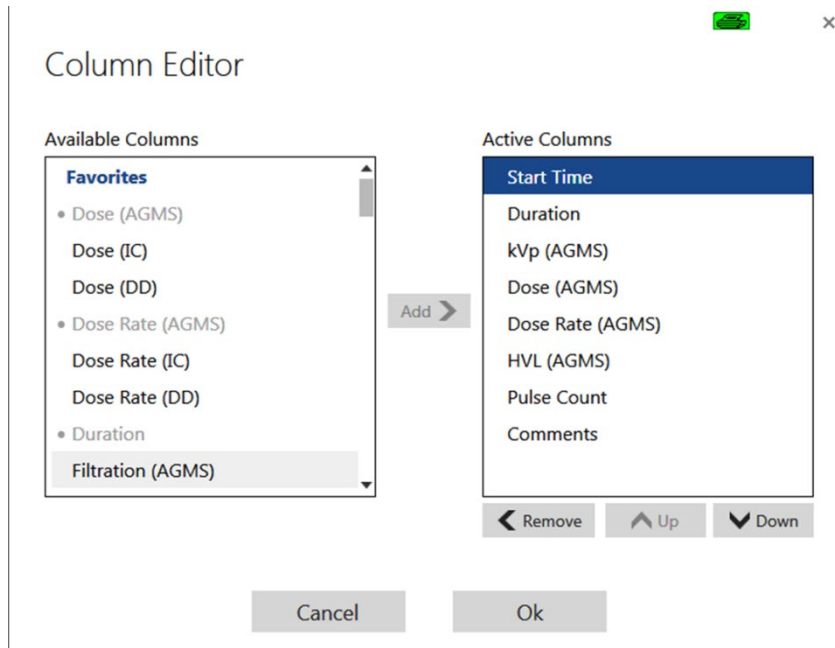 Column Editor
Available Columns
Favorites
• Dose (AGMS)
Dose (IC)
Dose (DD)
• Dose Rate (AGMS)
Dose Rate (IC)
Dose Rate (DD)
• Duration
Filtration (AGMS)
Add
Active Columns
Start Time
Duration
kVp (AGMS)
Dose (AGMS)
Dose Rate (AGMS)
HVL (AGMS)
Pulse Count
Comments
Remove
Up
Down
Cancel
Ok